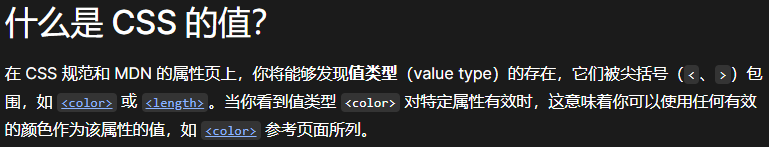 什么是 CSS 的值？
在 CSS 规范和 MDN 的属性页上，你将能够发现值类型（value type）的存在，它们被尖括号（<、>）包
围，如 <color> 或 <length>。当你看到值类型 <color> 对特定属性有效时，这意味着你可以使用任何有效
的颜色作为该属性的值，如 <color> 参考页面所列。